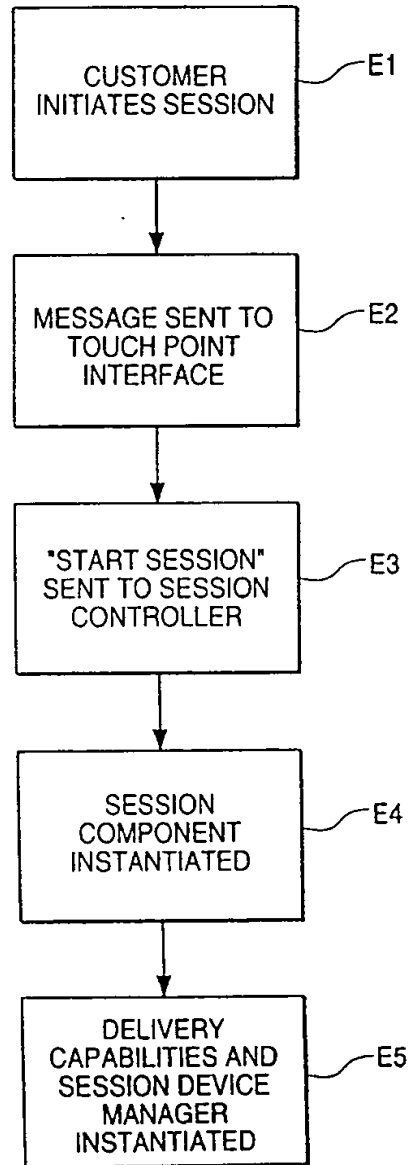 CUSTOMER
INITIATES SESSION
E1
MESSAGE SENT TO
TOUCH POINT
INTERFACE
E2
"START SESSION"
SENT TO SESSION
CONTROLLER
E3
SESSION
COMPONENT
INSTANTIATED
E4
DELIVERY
CAPABILITIES AND
SESSION DEVICE
MANAGER
INSTANTIATED
E5